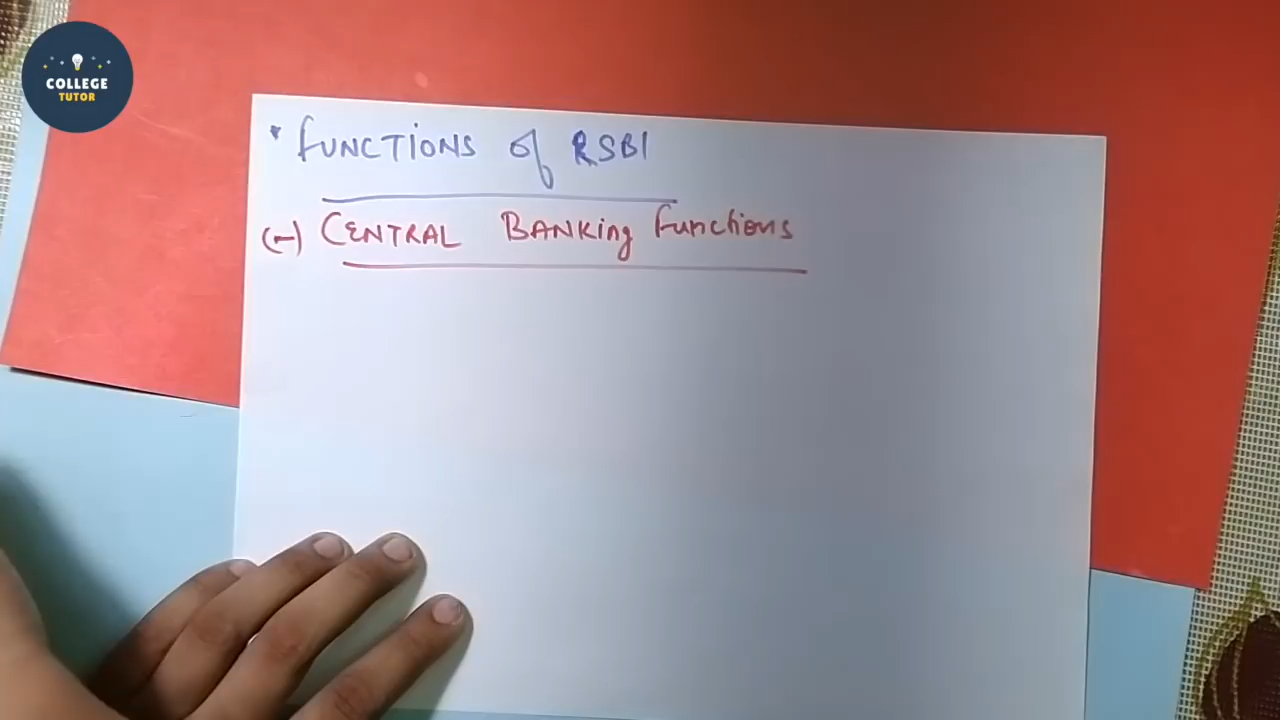 COLLEGE
TUTOR
* FUNCTIONS of RSBI
(-) CENTRAL BANKing Functions